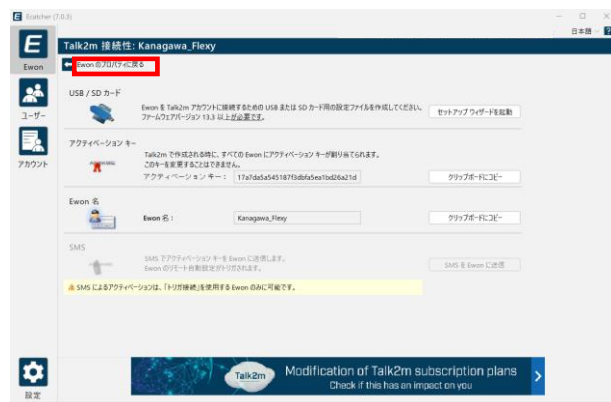 Ecatcher (7.0.3)
日本語
Talk2m 接続性: Kanagawa_Flexy
Ewon
Ewon のプロパティに戻る
USB / SD カード
Ewon を Talk2m アカウントに接続するための USB または SD カード用の設定ファイルを作成してください。
ファームウェアバージョン 13.3 以上が必要です。
セットアップ ウィザードを起動
ユーザー
アクティベーション キー
Talk2m で作成される時に、すべての Ewon にアクティベーション キーが割り当てられます。
このキーを変更することはできません。
アカウント
アクティベーション キー :
17a7da5a545187f3dbfa5ea1bd26a21d
クリップボードにコピー
Ewon 名
Ewon 名 :
Kanagawa_Flexy
クリップボードにコピー
SMS
SMS でアクティベーション キーを Ewon に送信します。
Ewon のリモート自動設定がトリガされます。
SMS を Ewon に送信
SMS によるアクティベーションは、「トリガ接続」を使用する Ewon のみに可能です。
Talk2m
Modification of Talk2m subscription plans
Check if this has an impact on you
設定